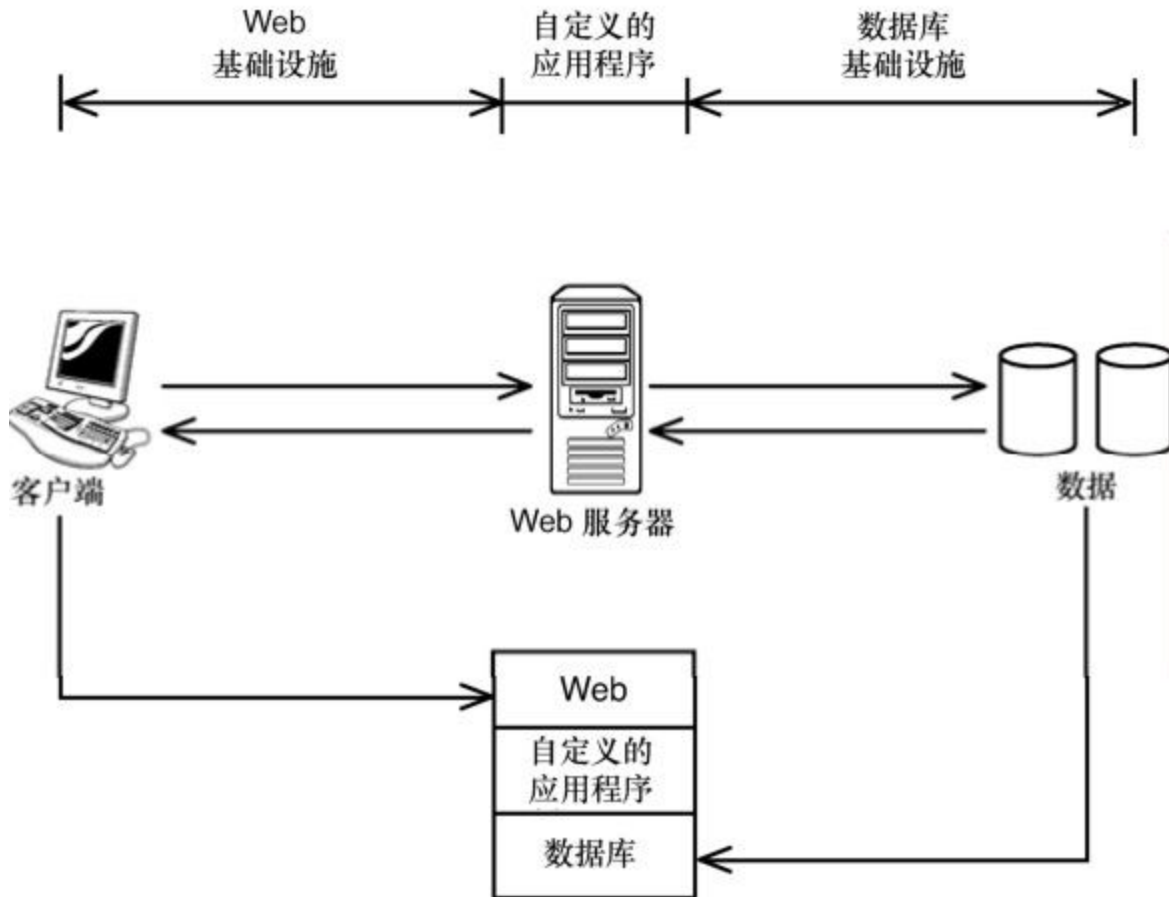 Web
基础设施
自定义的
应用程序
数据库
基础设施
客户端
Web 服务器
数据
Web
自定义的
应用程序
数据库